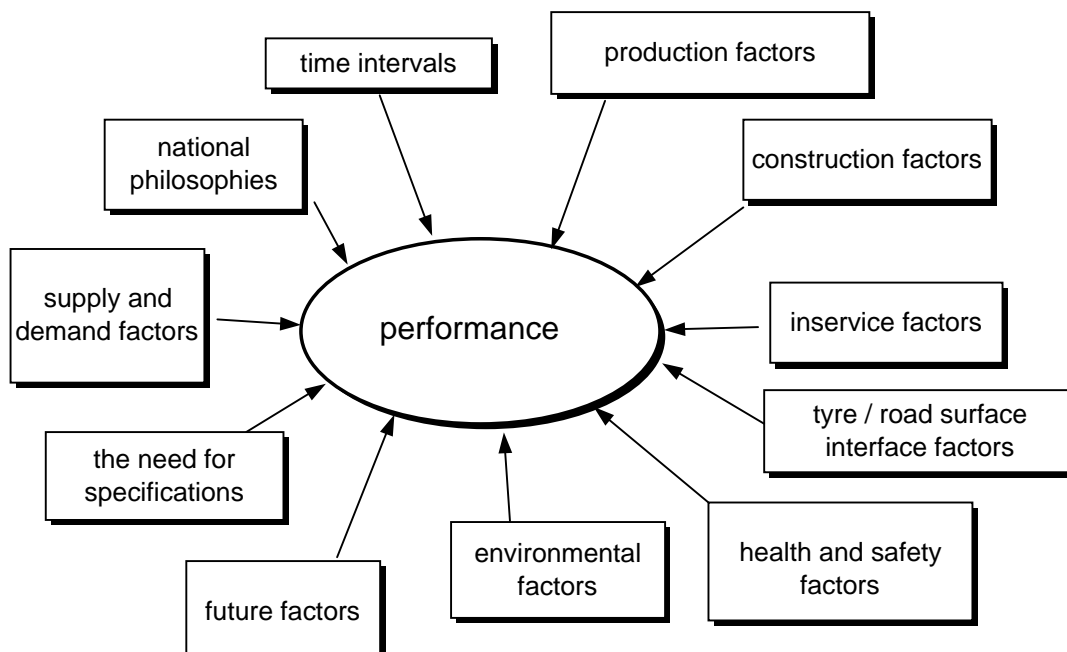 time intervals
production factors
national
philosophies
construction factors
supply and
demand factors
performance
inservice factors
tyre / road surface
interface factors
the need for
specifications
environmental
factors
health and safety
factors
future factors